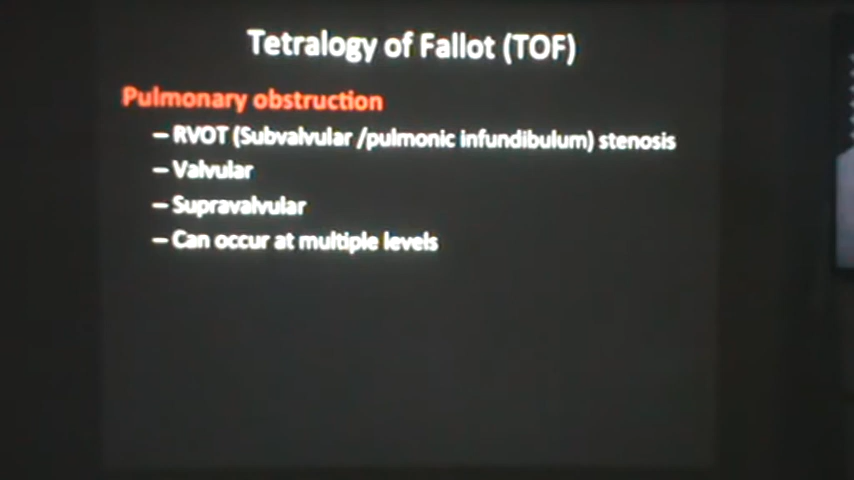 Tetralogy of Fallot (TOF)
Pulmonary obstruction
– RVOT (Subvalvular /pulmonic infundibulum) stenosis
– Valvular
– Supravalvular
– Can occur at multiple levels